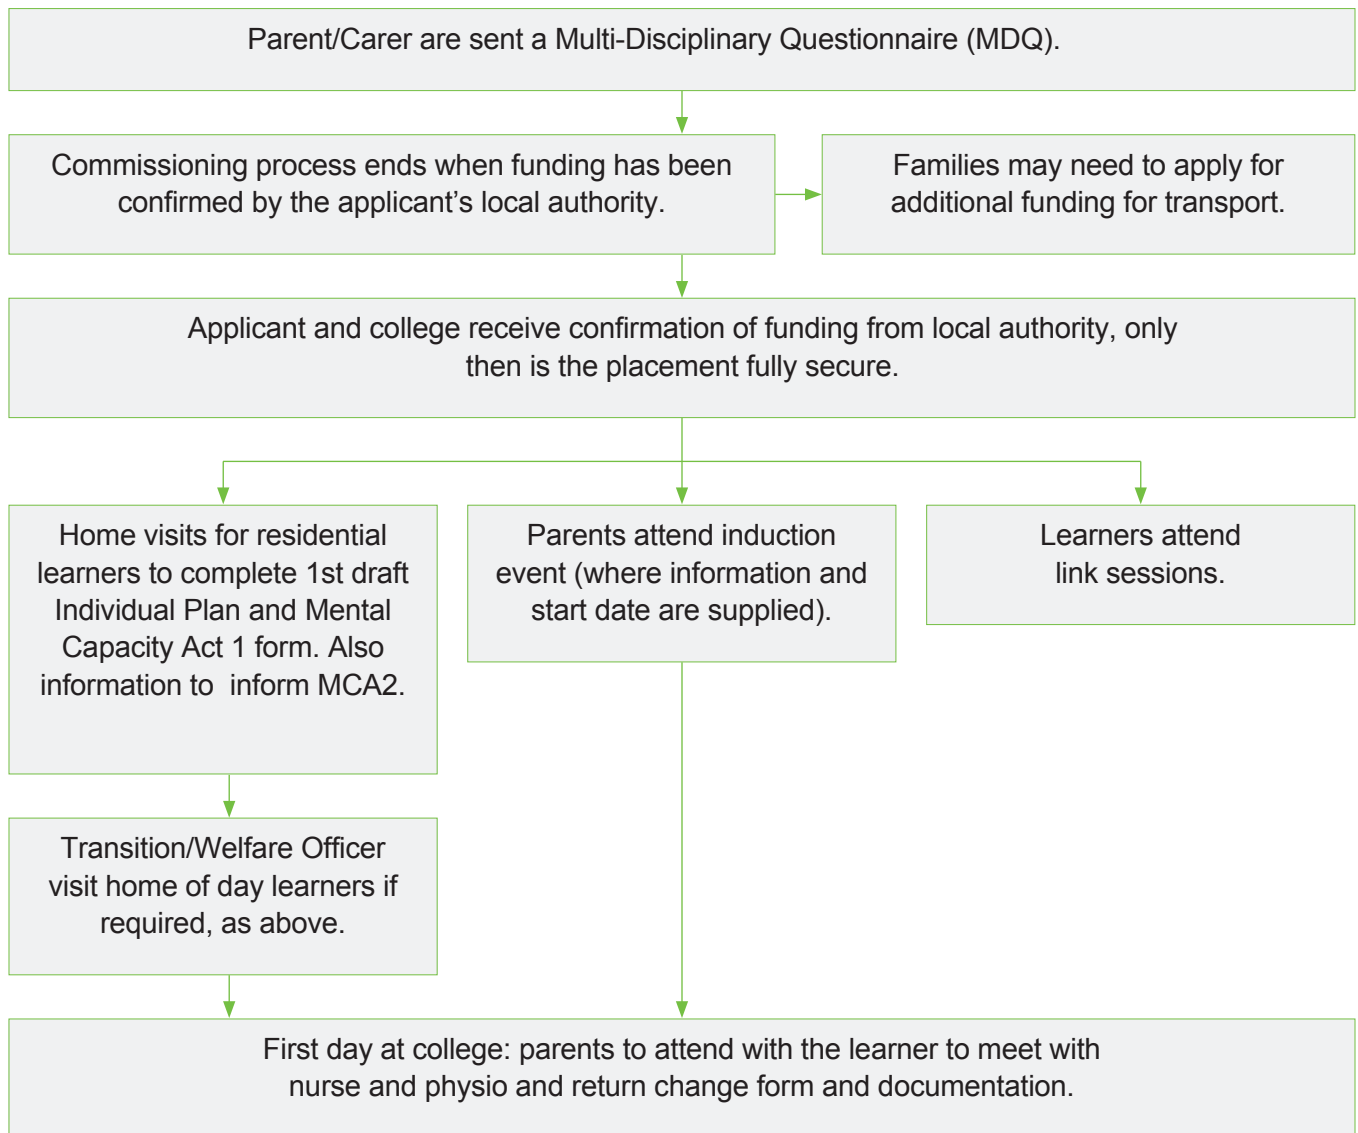 Parent/Carer are sent a Multi-Disciplinary Questionnaire (MDQ).
Commissioning process ends when funding has been
confirmed by the applicant’s local authority.
Families may need to apply for
additional funding for transport.
Applicant and college receive confirmation of funding from local authority, only
then is the placement fully secure.
Home visits for residential
learners to complete 1st draft
Individual Plan and Mental
Capacity Act 1 form. Also
information to  inform MCA2.
Parents attend induction
event (where information and
start date are supplied).
Learners attend
link sessions.
Transition/Welfare Officer
visit home of day learners if
required, as above.
First day at college: parents to attend with the learner to meet with
nurse and physio and return change form and documentation.